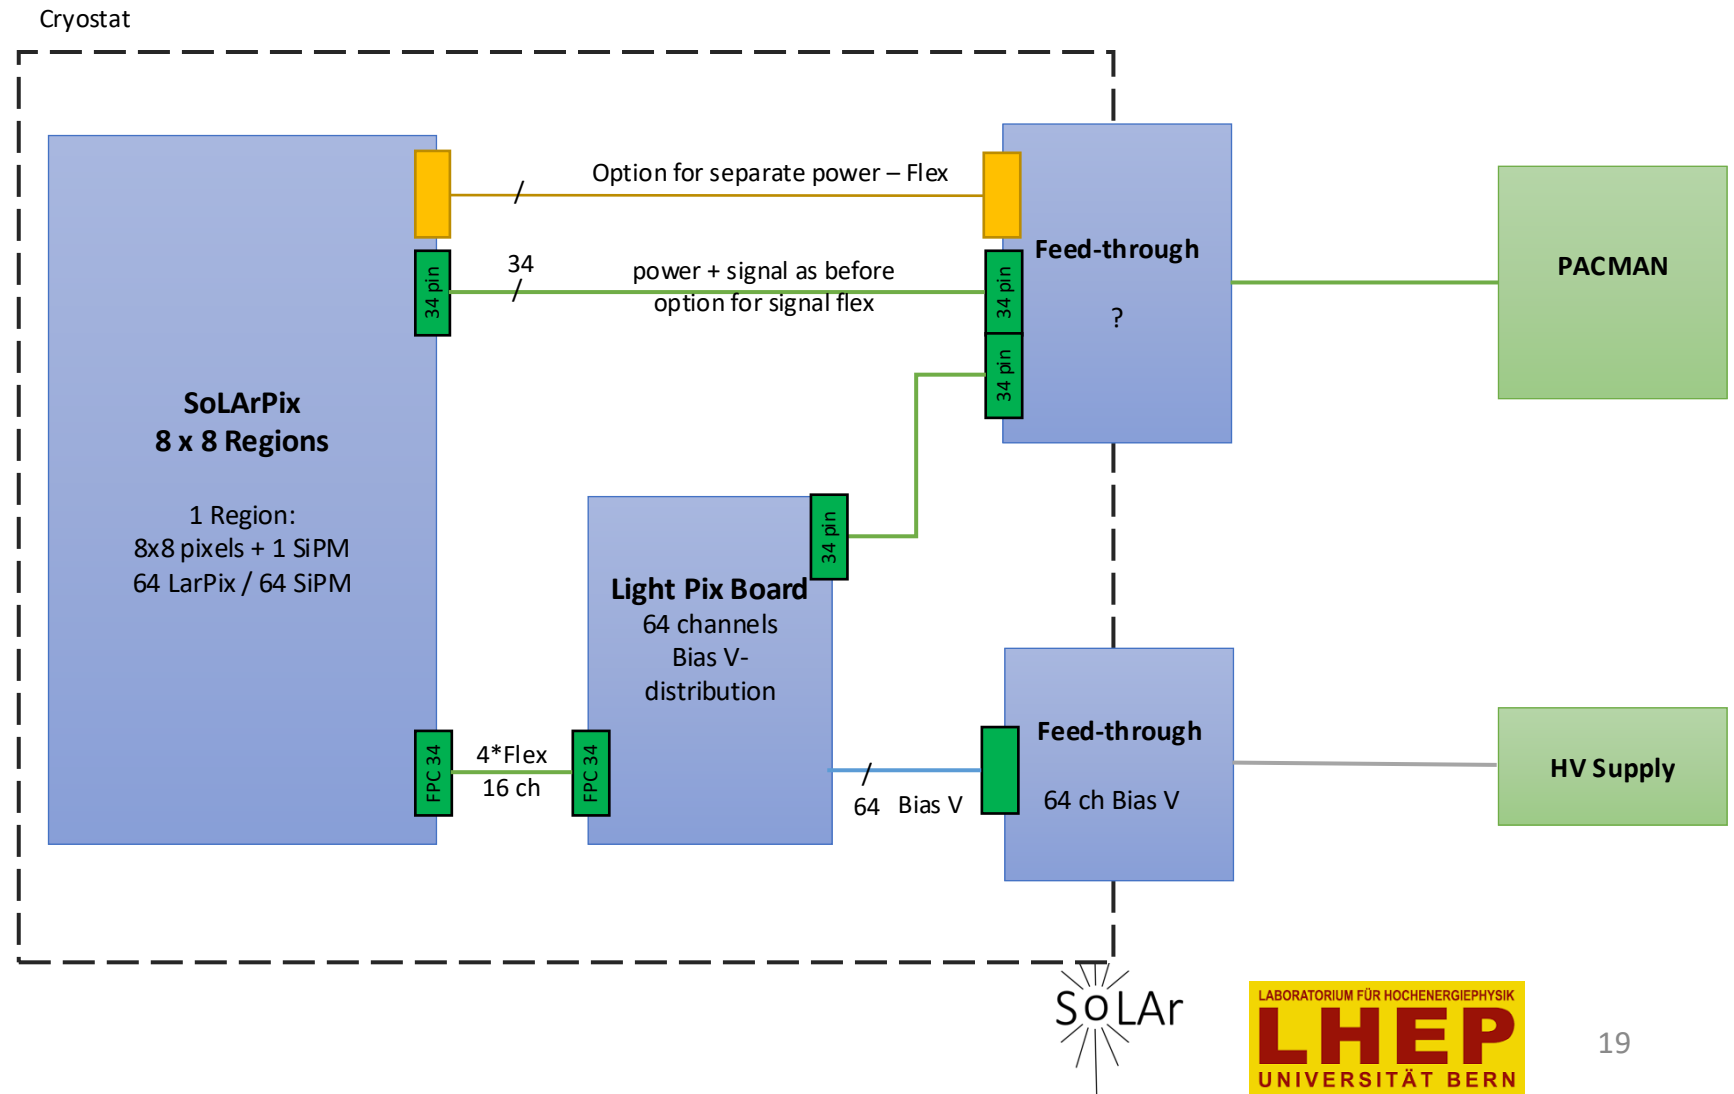 Cryostat
Option for separate power – Flex
34
power + signal as before
option for signal flex
34 pin
34 pin
34 pin
Feed-through
?
PACMAN
SoLArPix
8 x 8 Regions
1 Region:
8x8 pixels + 1 SiPM
64 LarPix / 64 SiPM
34 pin
Light Pix Board
64 channels
Bias V-
distribution
FPC 34
4*Flex
16 ch
FPC 34
64 Bias V
Feed-through
64 ch Bias V
HV Supply
SoLAr
LABORATORIUM FÜR HOCHENERGIEPHYSIK
LHEP
UNIVERSITÄT BERN
19